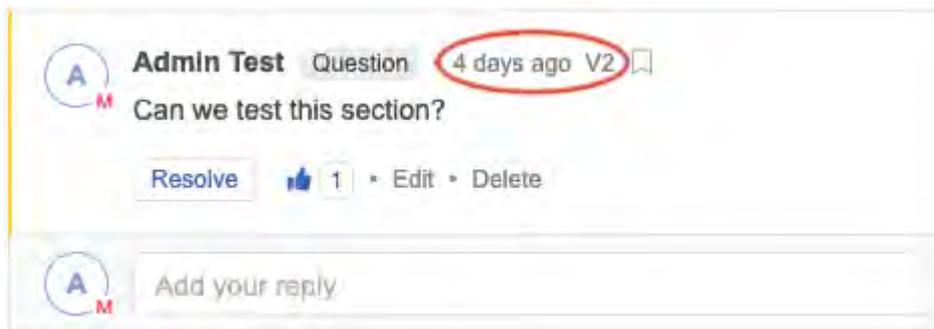 A M Admin Test Question 4 days ago V2
Can we test this section?
Resolve 1 • Edit • Delete
A M Add your reply